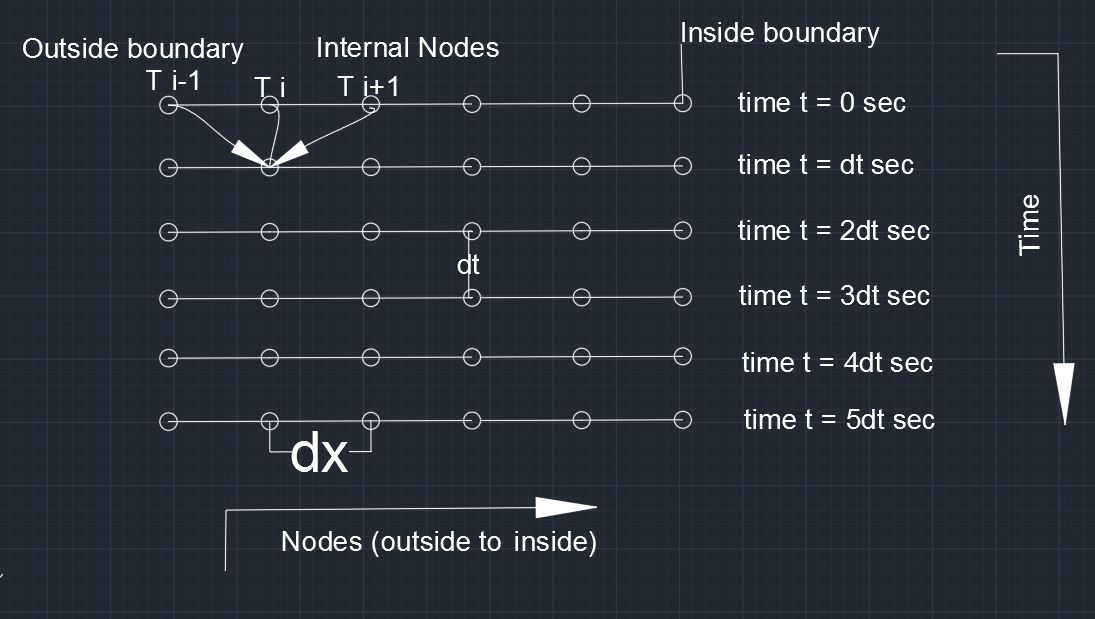 Outside boundary
Internal Nodes
Inside boundary
T i-1
T i
T i+1
time t = 0 sec
time t = dt sec
time t = 2dt sec
Time
dt
time t = 3dt sec
time t = 4dt sec
time t = 5dt sec
dx
Nodes (outside to inside)